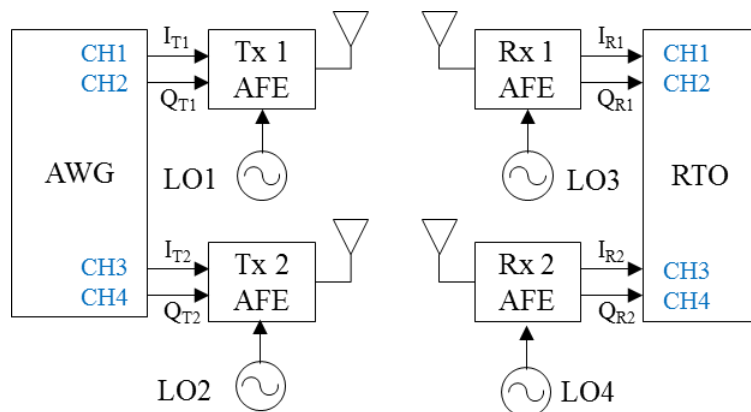 I_T1
I_R1
CH1
Tx 1
Rx 1
CH1
CH2
AFE
AFE
CH2
Q_T1
Q_R1
AWG
LO1
LO3
RTO
I_T2
I_R2
CH3
Tx 2
Rx 2
CH3
CH4
AFE
AFE
CH4
Q_T2
Q_R2
LO2
LO4